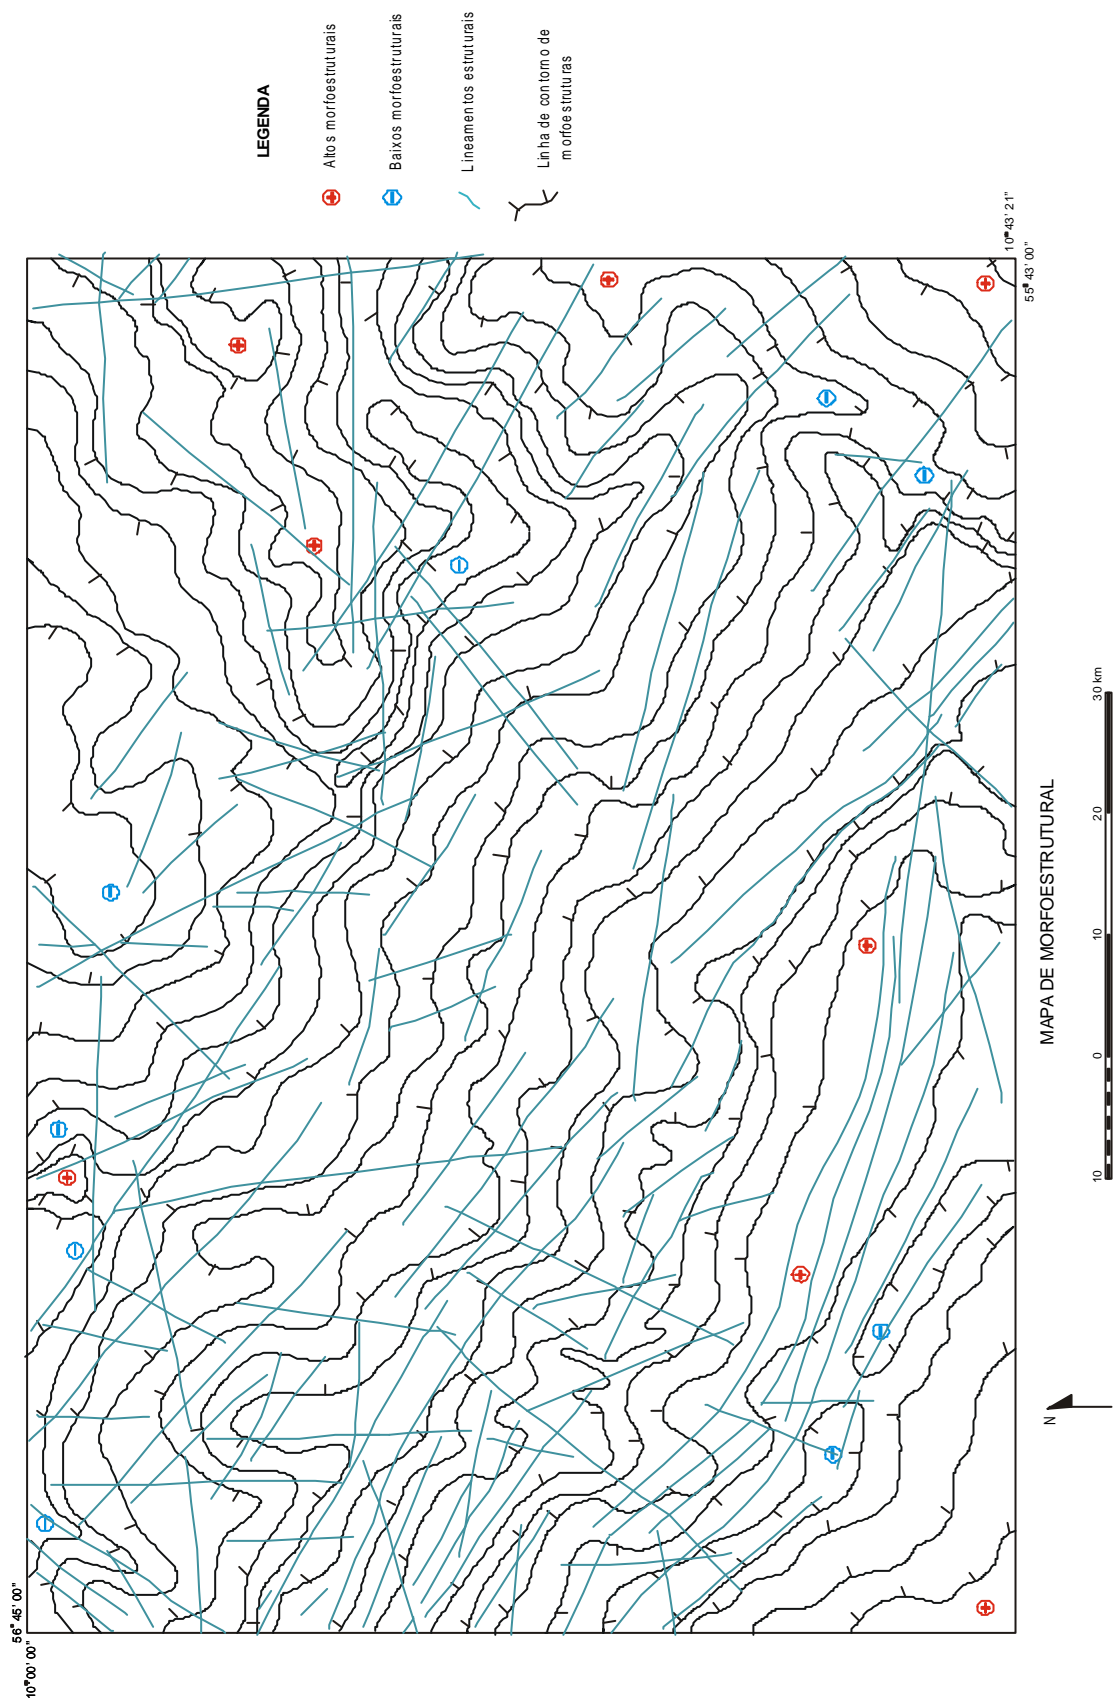 LEGENDA
Altos morfoestruturais
Baixos morfoestruturais
Lineamentos estruturais
Linha de contorno de
morfoestruturas
56° 45' 00"
10°00' 00"
10° 43' 21"
55° 43' 00"
MAPA DE MORFOESTRUTURAL
10 0 10 20 30 km
N